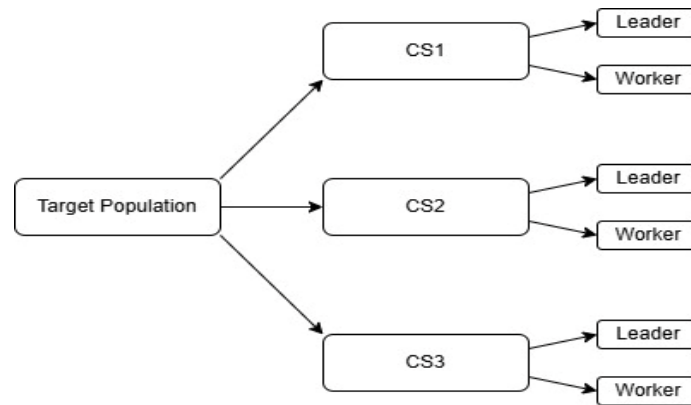 Leader
CS1
Worker
Leader
Target Population
CS2
Worker
Leader
CS3
Worker